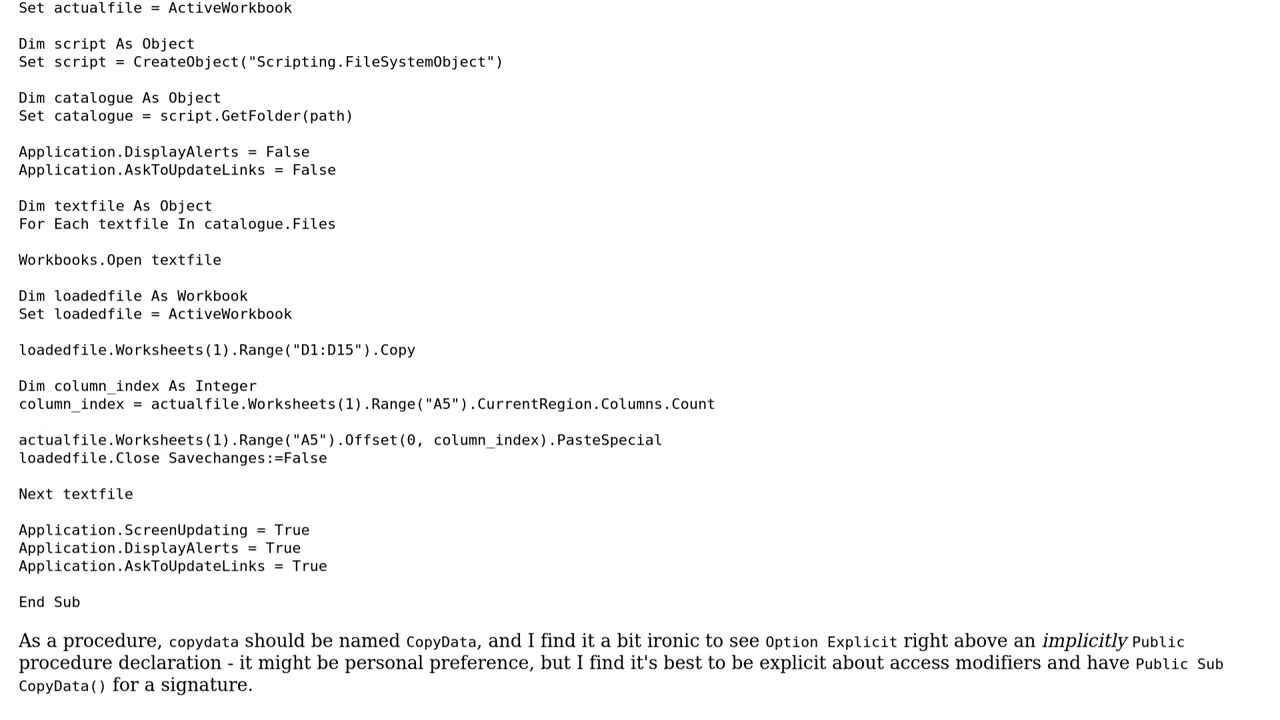 Set actualfile = ActiveWorkbook
Dim script As Object
Set script = CreateObject("Scripting.FileSystemObject")
Dim catalogue As Object
Set catalogue = script.GetFolder(path)
Application.DisplayAlerts = False
Application.AskToUpdateLinks = False
Dim textfile As Object
For Each textfile In catalogue.Files
Workbooks.Open textfile
Dim loadedfile As Workbook
Set loadedfile = ActiveWorkbook
loadedfile.Worksheets(1).Range("D1:D15").Copy
Dim column_index As Integer
column_index = actualfile.Worksheets(1).Range("A5").CurrentRegion.Columns.Count
actualfile.Worksheets(1).Range("A5").Offset(0, column_index).PasteSpecial
loadedfile.Close Savechanges:=False
Next textfile
Application.ScreenUpdating = True
Application.DisplayAlerts = True
Application.AskToUpdateLinks = True
End Sub
As a procedure, copydata should be named CopyData, and I find it a bit ironic to see Option Explicit right above an implicitly Public
procedure declaration - it might be personal preference, but I find it's best to be explicit about access modifiers and have Public Sub
CopyData() for a signature.